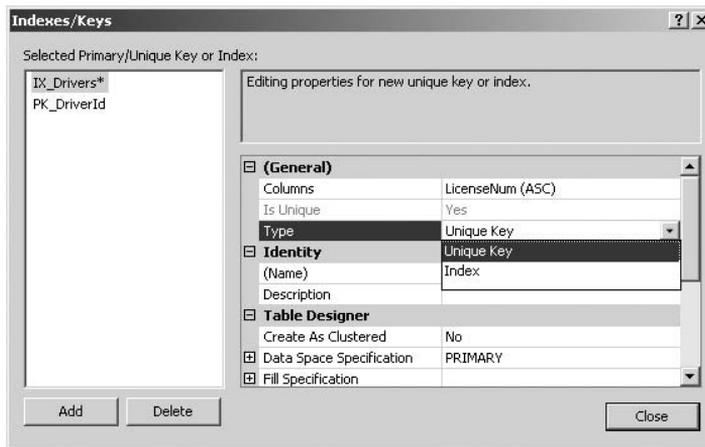 Indexes/Keys
Selected Primary/Unique Key or Index:
IX_Drivers*
PK_DriverId
Editing properties for new unique key or index.
(General)
Columns LicenseNum (ASC)
Is Unique Yes
Type Unique Key
Unique Key
Index
Identity
(Name)
Description
Table Designer
Create As Clustered No
Data Space Specification PRIMARY
Fill Specification
Add Delete
Close